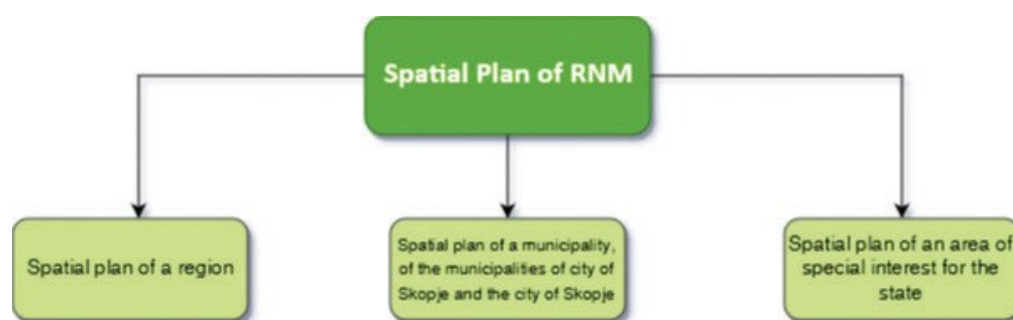 Spatial Plan of RNM
Spatial plan of a region
Spatial plan of a municipality,
of the municipalities of city of
Skopje and the city of Skopje
Spatial plan of an area of
special interest for the
state